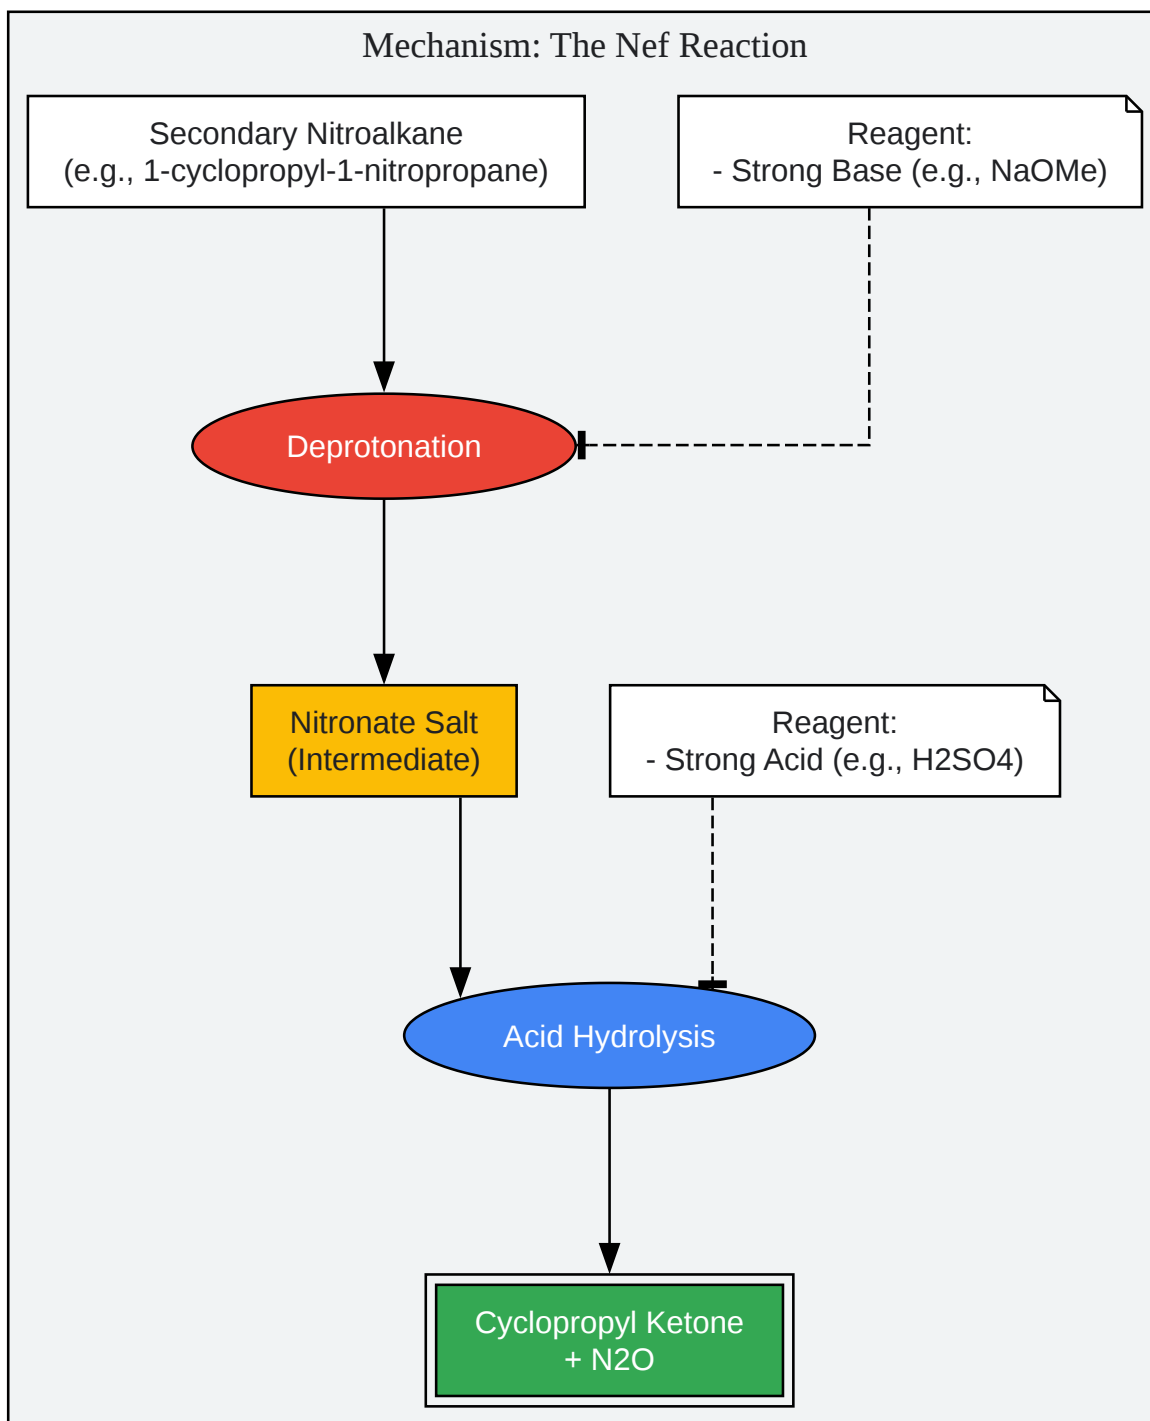 Mechanism: The Nef Reaction
Secondary Nitroalkane
(e.g., 1-cyclopropyl-1-nitropropane)
Reagent:
- Strong Base (e.g., NaOMe)
Deprotonation
Nitronate Salt
(Intermediate)
Reagent:
- Strong Acid (e.g., H2SO4)
Acid Hydrolysis
Cyclopropyl Ketone
+ N2O